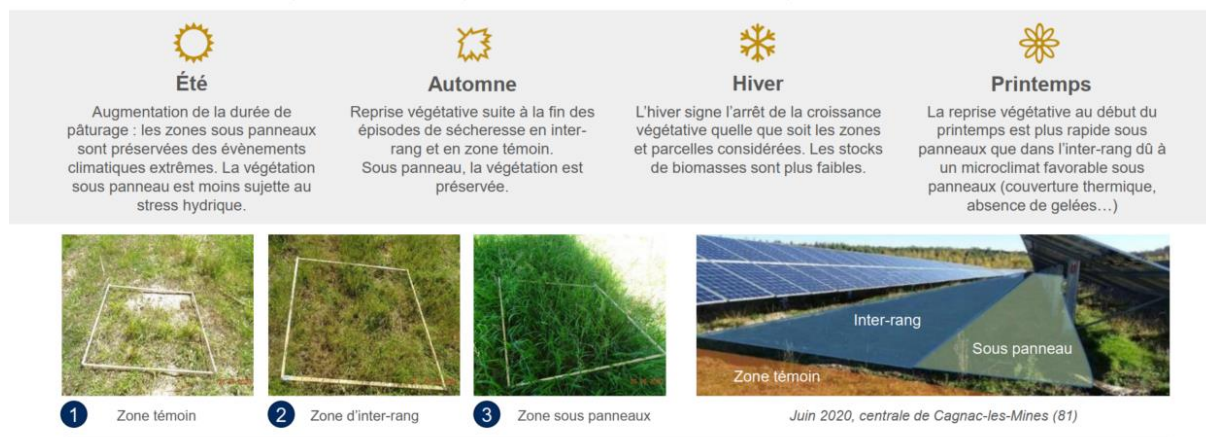 Été
Augmentation de la durée de
pâturage : les zones sous panneaux
sont préservées des évènements
climatiques extrêmes. La végétation
sous panneau est moins sujette au
stress hydrique.
Automne
Reprise végétative suite à la fin des
épisodes de sécheresse en inter-
rang et en zone témoin.
Sous panneau, la végétation est
préservée.
Hiver
L'hiver signe l'arrêt de la croissance
végétative quelle que soit les zones
et parcelles considérées. Les stocks
de biomasses sont plus faibles.
Printemps
La reprise végétative au début du
printemps est plus rapide sous
panneaux que dans l'inter-rang dû à
un microclimat favorable sous
panneaux (couverture thermique,
absence de gelées…)
Inter-rang
Sous panneau
Zone témoin
1 Zone témoin
2 Zone d'inter-rang
3 Zone sous panneaux
Juin 2020, centrale de Cagnac-les-Mines (81)